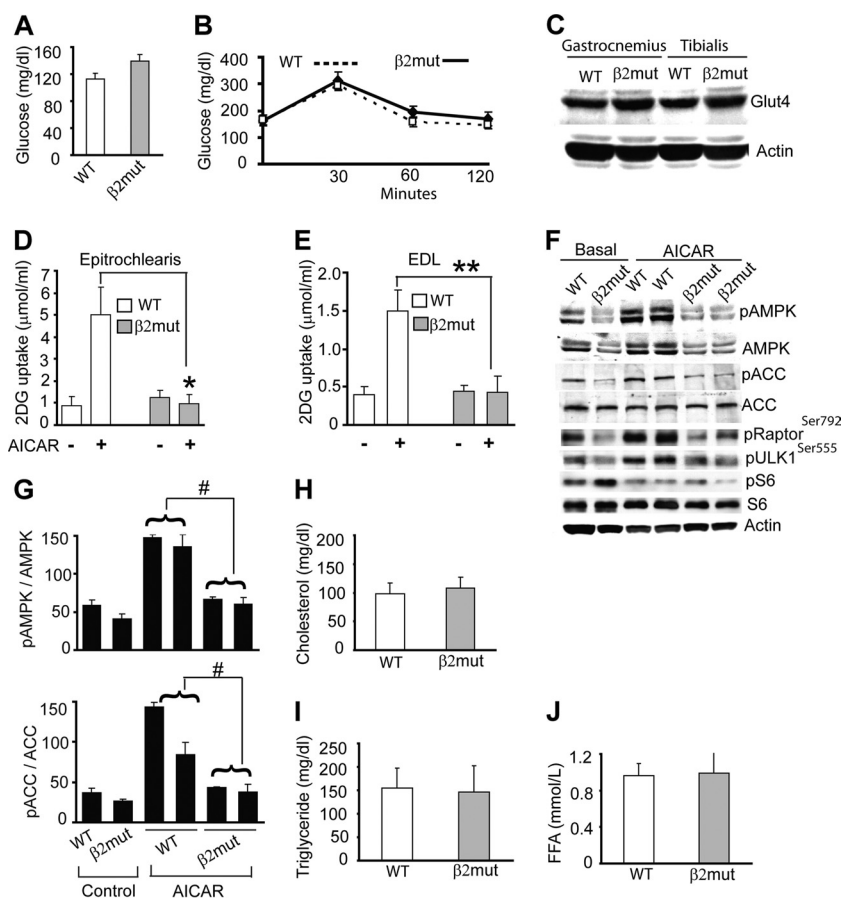 A
Glucose (mg/dl)
160
120
80
40
0
WT
β2mut
B
WT
β2mut
Glucose (mg/dl)
400
300
200
100
0
30
60
120
Minutes
C
Gastrocnemius Tibialis
WT β2mut WT β2mut
Glut4
Actin
D
Epitrochlearis
2DG uptake (μmol/ml)
7
6
5
4
3
2
1
0
WT
β2mut
*
AICAR - + - +
E
EDL
2DG uptake (μmol/ml)
2.0
1.5
1.0
0.5
0
**
WT
β2mut
- + - +
F
Basal AICAR
WT β2mut WT WT β2mut β2mut
pAMPK
AMPK
pACC
ACC
pRaptor Ser792
pULK1 Ser555
pS6
S6
Actin
G
pAMPK / AMPK
150
100
50
0
#
pACC / ACC
150
100
50
0
#
WT β2mut WT β2mut
Control AICAR
H
Cholesterol (mg/dl)
200
150
100
50
0
WT β2mut
I
Triglyceride (mg/dl)
250
200
150
100
50
0
WT β2mut
J
FFA (mmol/L)
1.2
0.8
0.4
0
WT β2mut